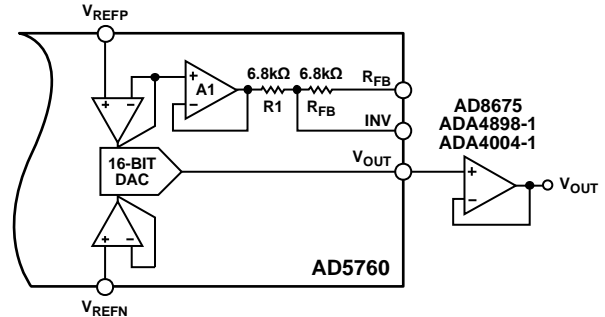 VREFP
6.8kΩ 6.8kΩ
A1
R1 RFB
RFB
INV
16-BIT
DAC
VOUT
AD8675
ADA4898-1
ADA4004-1
VOUT
AD5760
VREFN
+
−
+
−
+
−
+
−